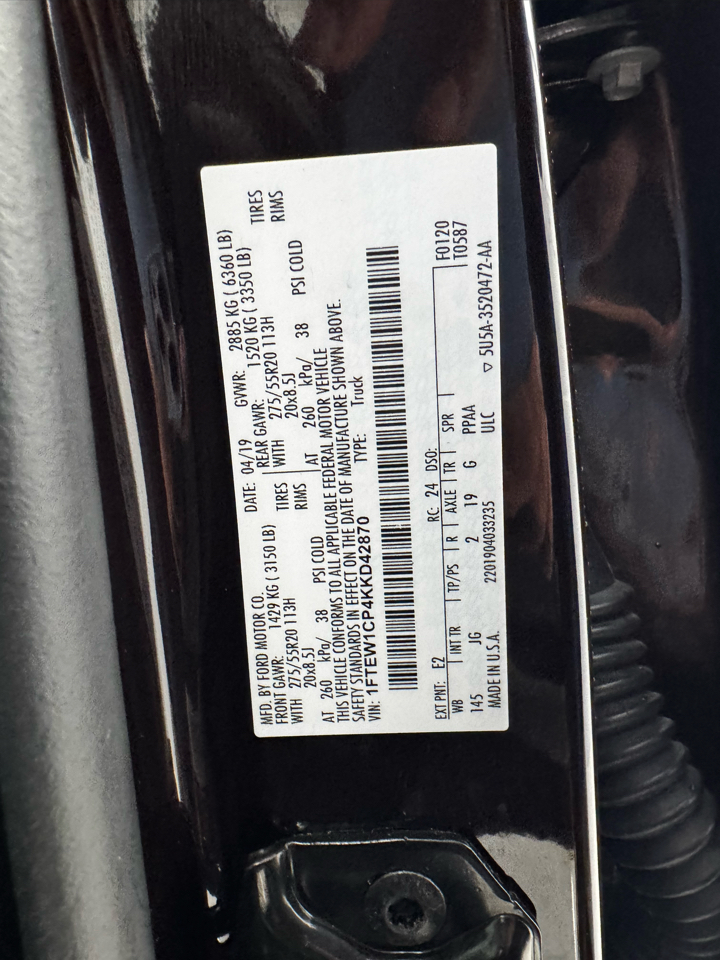 MFD. BY FORD MOTOR CO. DATE: 04/19 GVWR: 2885 KG ( 6360 LB)
FRONT GAWR: 1429 KG ( 3150 LB) REAR GAWR: 1520 KG ( 3350 LB)
WITH 275/55R20 113H TIRES WITH 275/55R20 113H TIRES
20x8.5J RIMS 20x8.5J RIMS
AT 260 kPa/ 38 PSI COLD AT 260 kPa/ 38 PSI COLD
THIS VEHICLE CONFORMS TO ALL APPLICABLE FEDERAL MOTOR VEHICLE
SAFETY STANDARDS IN EFFECT ON THE DATE OF MANUFACTURE SHOWN ABOVE.
VIN: 1FTEW1CP4KKD42870 TYPE: Truck
F0120
EXT PNT: E2 RC: 24 DSO: T0587
WB INT TR TP/PS R AXLE TR SPR
145 JG 2 19 G PPAA
MADE IN U.S.A. 2201904033235 ULC ▽ 5U5A-3520472-AA